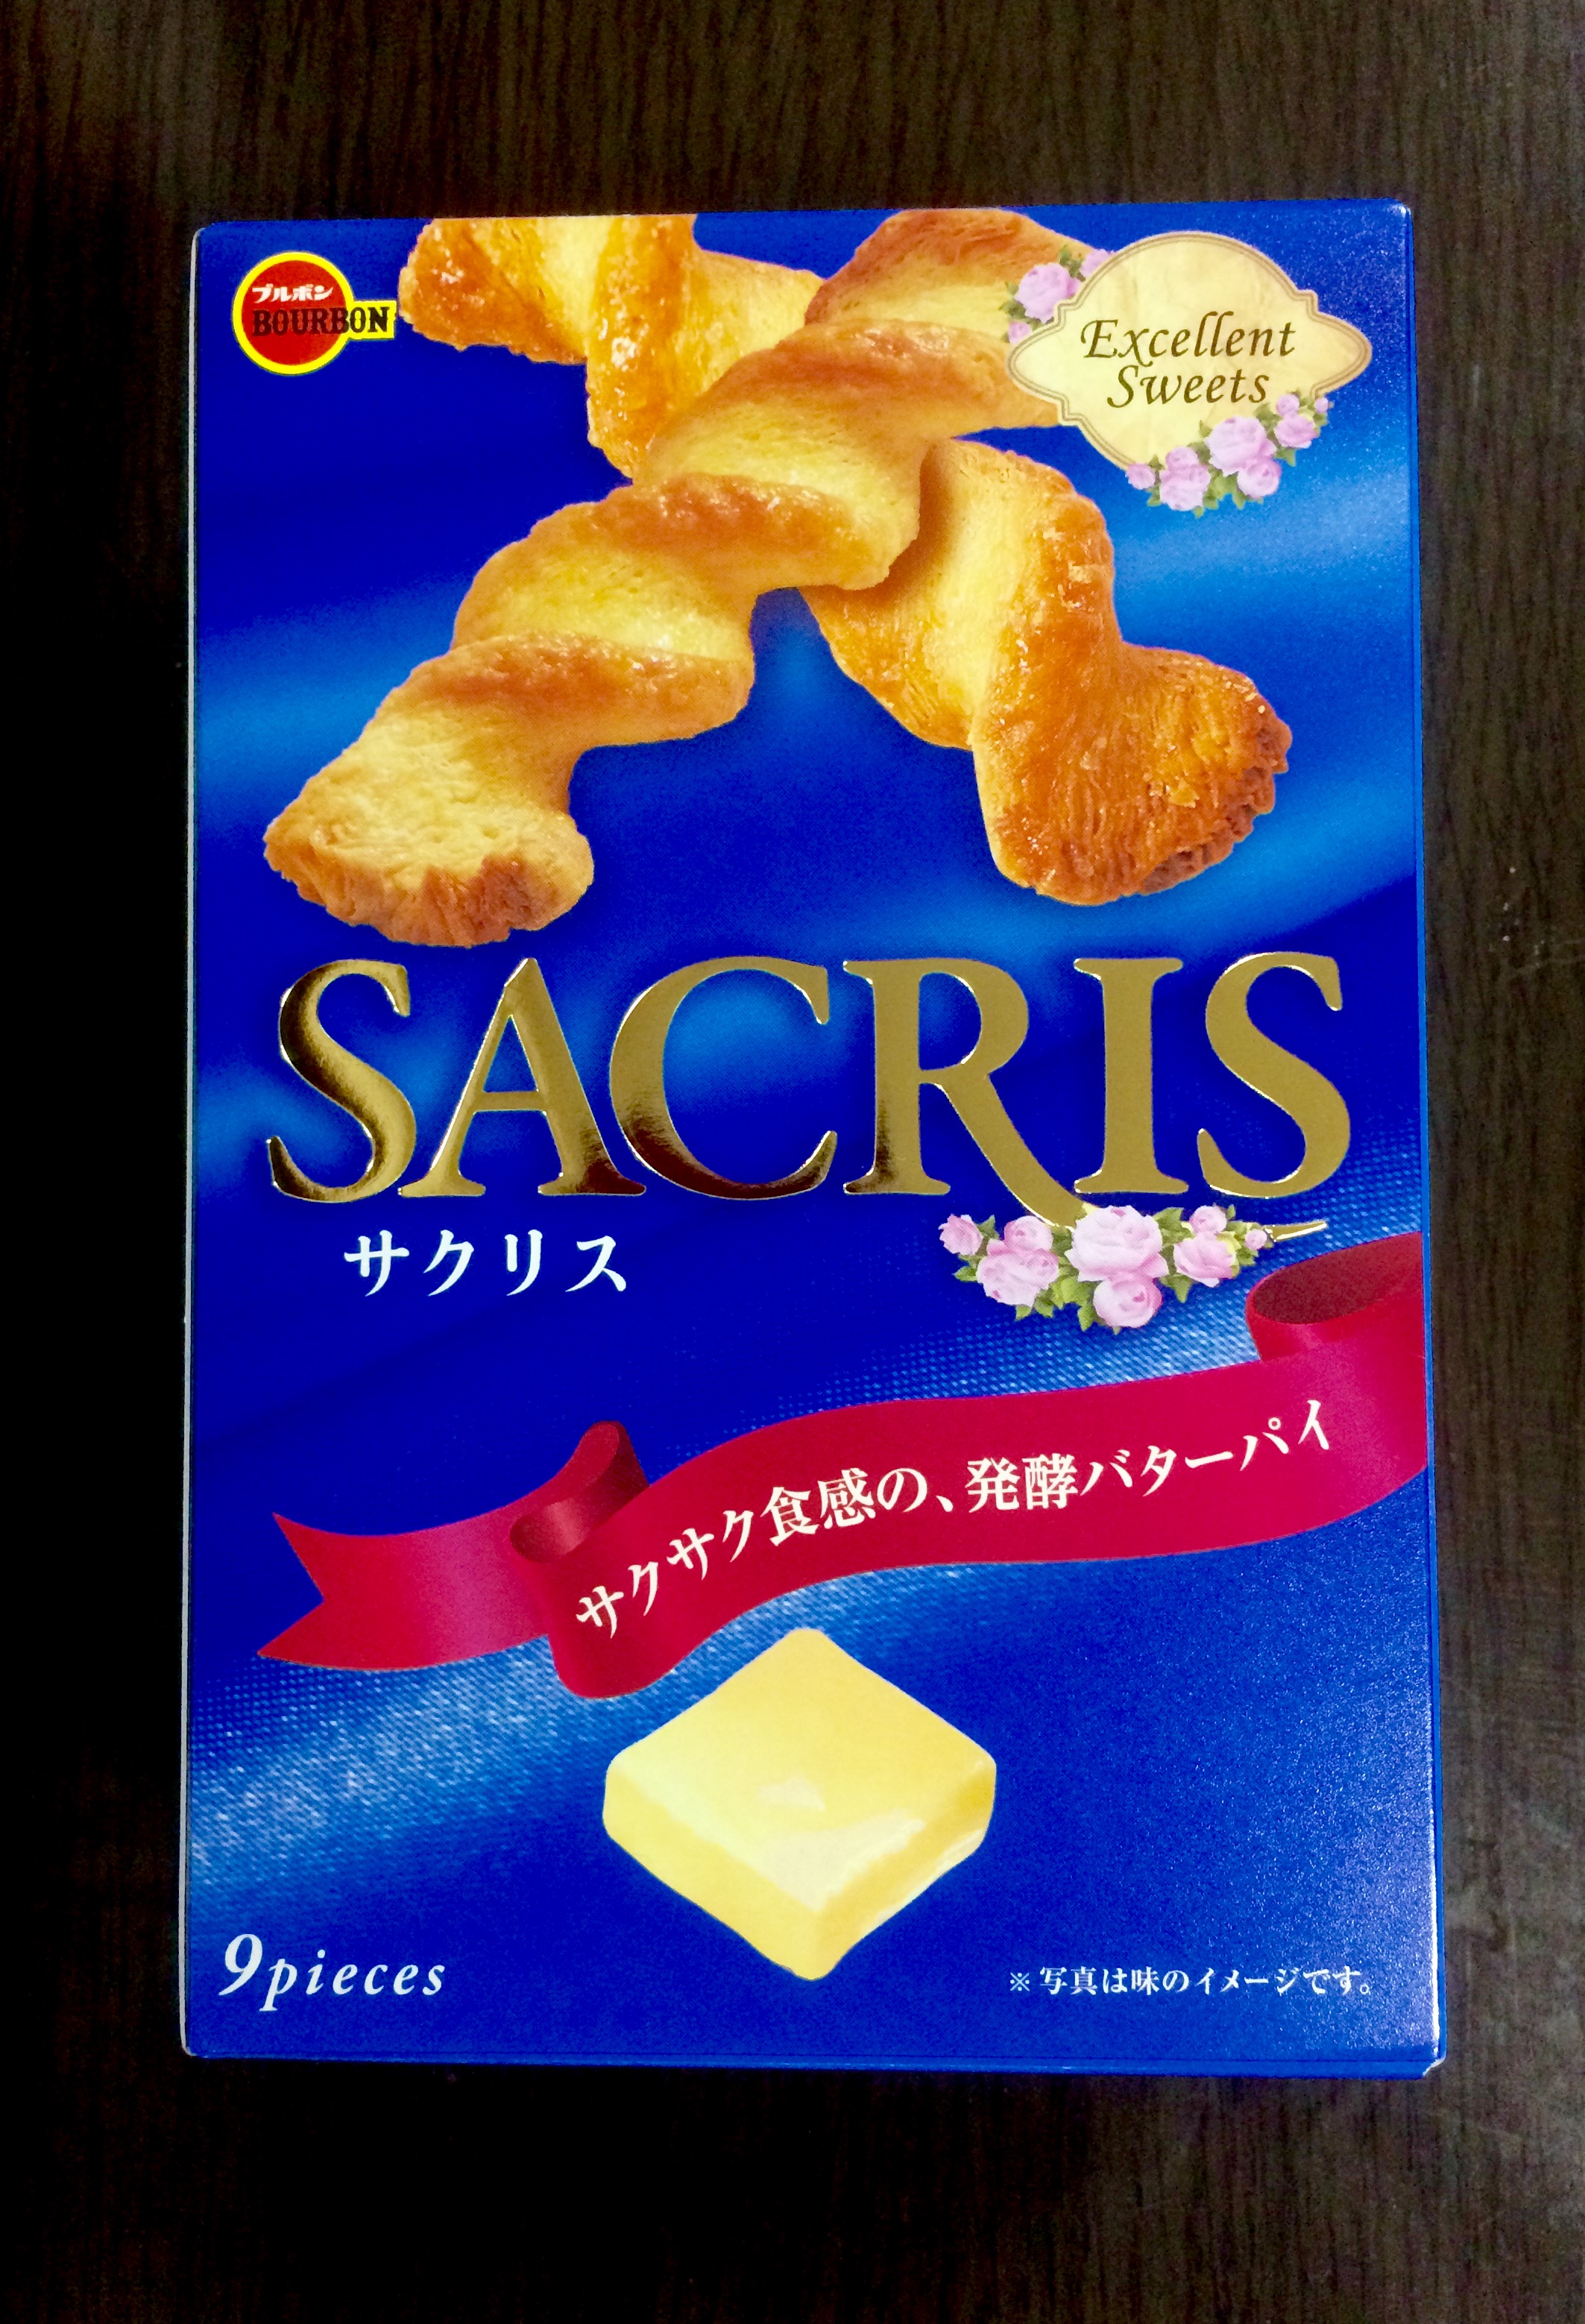 ブルボン
BOURBON
Excellent
Sweets
SACRIS
サクリス
サクサク食感の、発酵バターパイ
9pieces
※写真は味のイメージです。